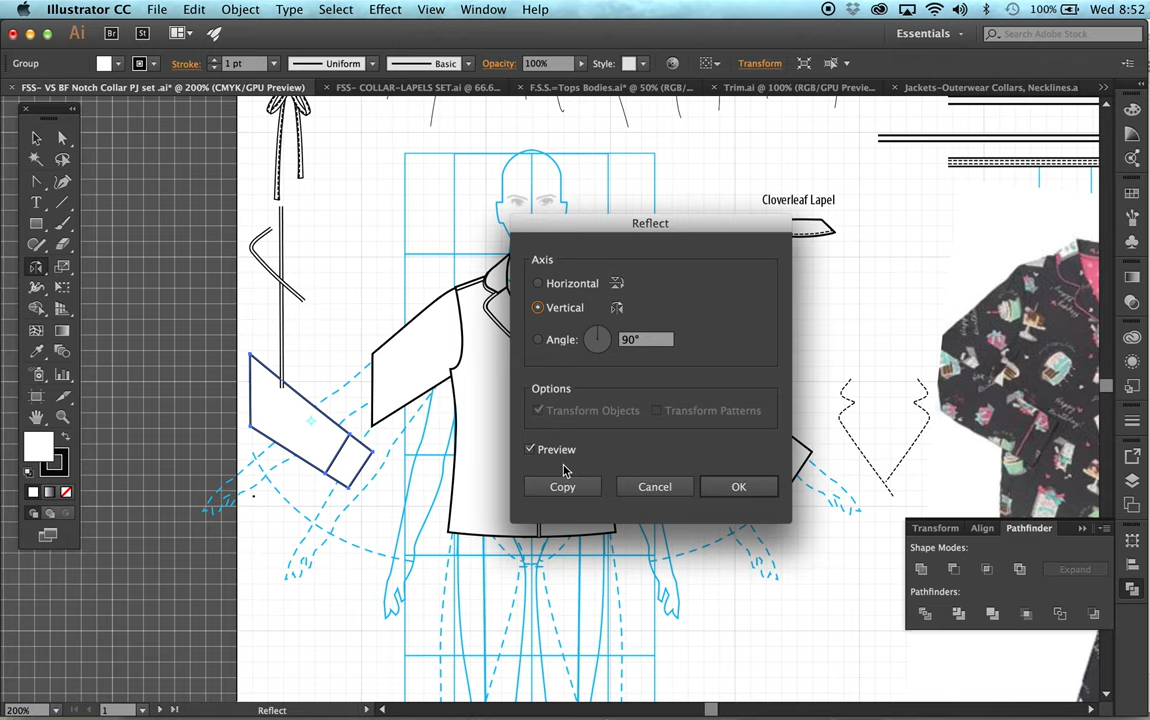 Illustrator CC File Edit Object Type Select Effect View Window Help 100% Wed 8:52
Ai Br St Essentials Search Adobe Stock
Group Stroke: 1 pt Uniform Basic Opacity: 100% Style: Transform
× FSS- VS BF Notch Collar PJ set .ai* @ 200% (CMYK/GPU Preview) × FSS- COLLAR-LAPELS SET.ai @ 66.6... × F.S.S.=Tops Bodies.ai* @ 50% (RGB/... × Trim.ai @ 100% (RGB/GPU Previe... × Jackets-Outerwear Collars, Necklines.a
Cloverleaf Lapel
Reflect
Axis
Horizontal
Vertical
Angle: 90°
Options
Transform Objects Transform Patterns
Preview
Copy Cancel OK
Transform Align Pathfinder
Shape Modes:
Expand
Pathfinders:
200% 1 Reflect